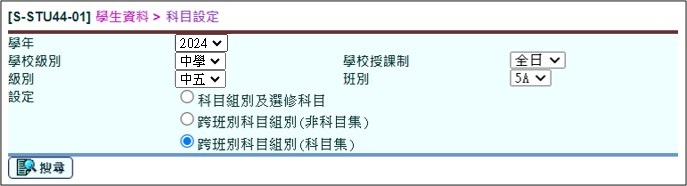 [S-STU44-01] 學生資料 > 科目設定
學年 2024
學校級別 中學 學校授課制 全日
級別 中五 班別 5A
設定 科目組別及選修科目
跨班別科目組別(非科目集)
跨班別科目組別(科目集)
搜尋